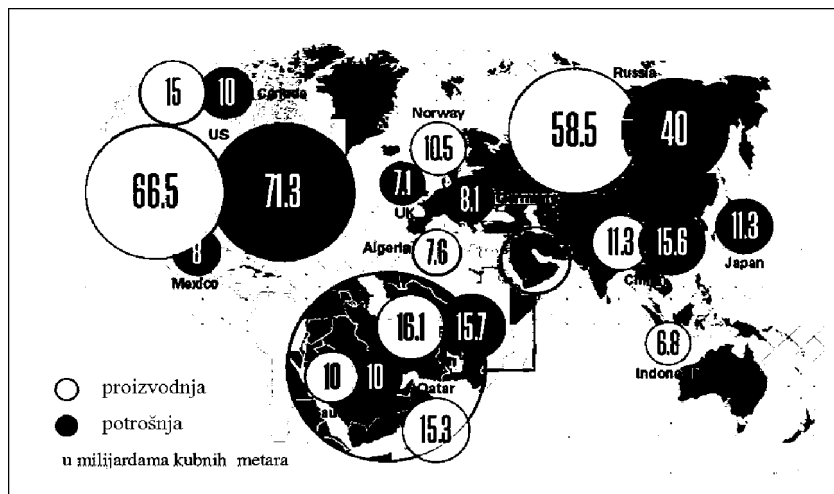 Russia
15 10 Canada
Norway
58.5 40
US
10.5
66.5 71.3
7.1
8.1
UK
11.3
Algeria 7.6
11.3 15.6
8
Japan
Mexico
16.1 15.7
6.8
10 10
Qatar
proizvodnja
potrošnja
15.3
u milijardama kubnih metara